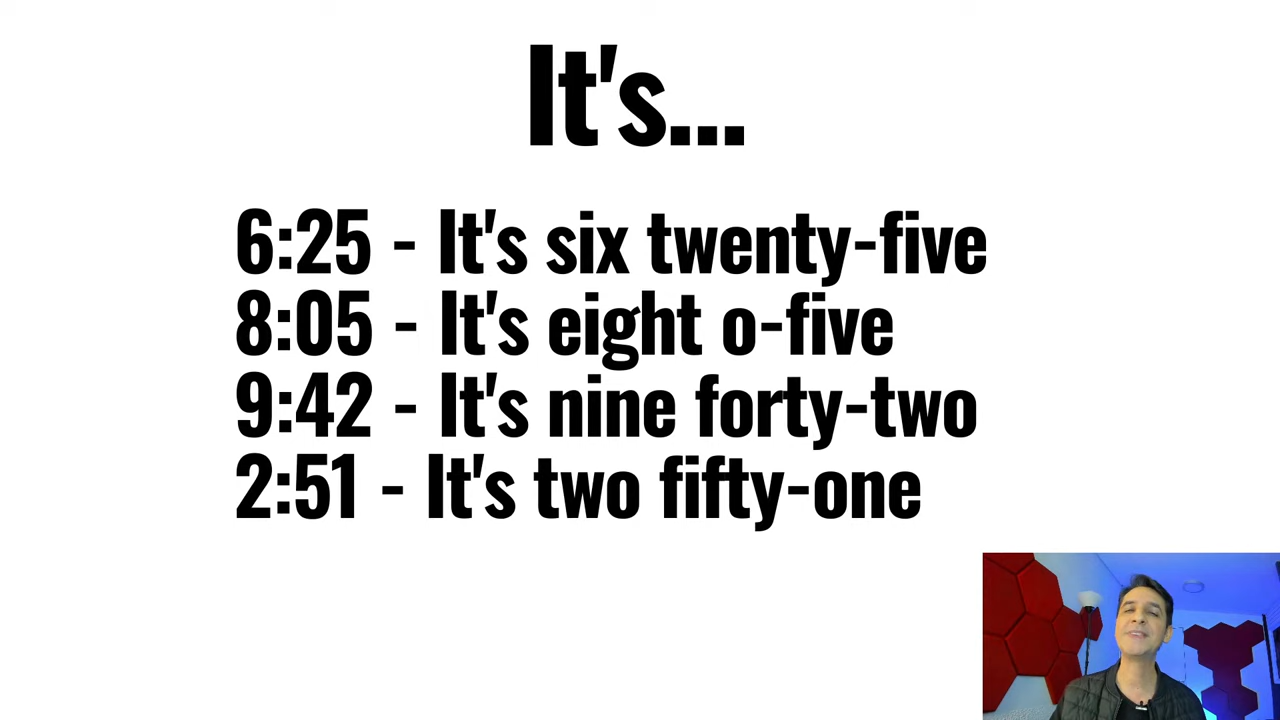 It's...
6:25 - It's six twenty-five
8:05 - It's eight o-five
9:42 - It's nine forty-two
2:51 - It's two fifty-one